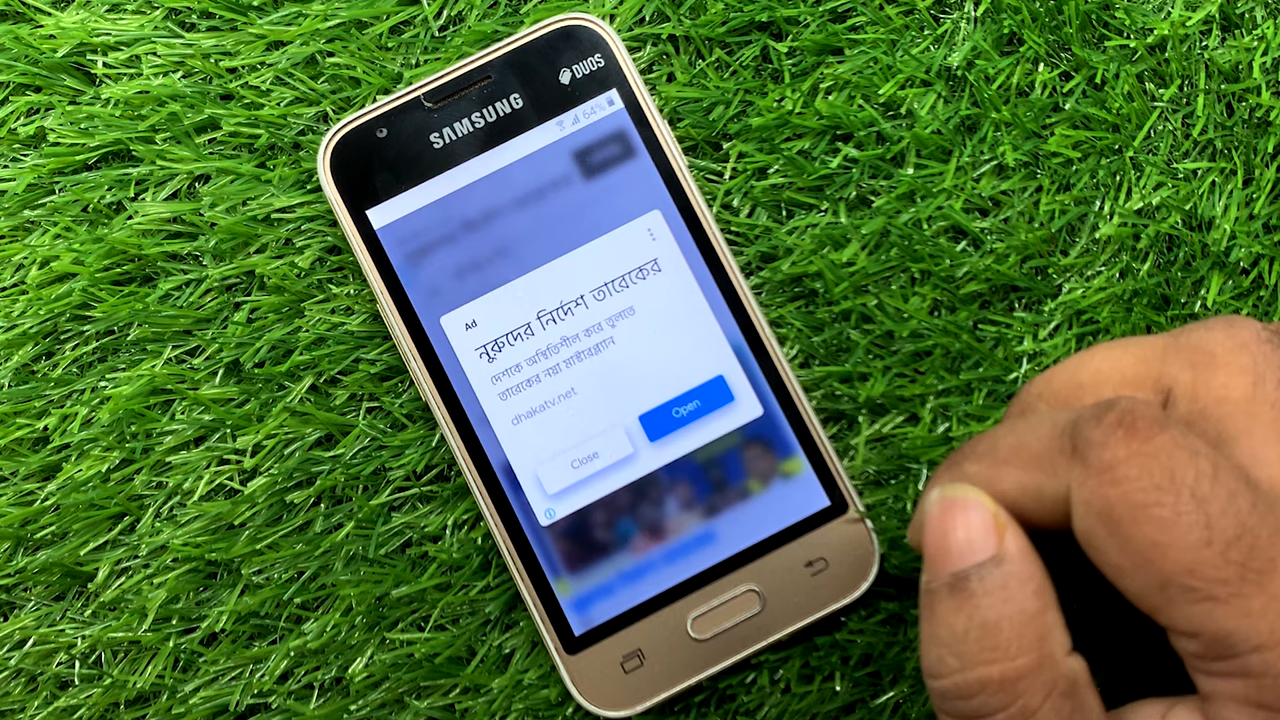 SAMSUNG
DUOS
64%
Ad
নুরুদের নির্দেশ তারেকের
দেশকে অস্থিতিশীল করে তুলতে
তারেকের নয়া মাস্টারপ্ল্যান
dhakatv.net
Close
Open